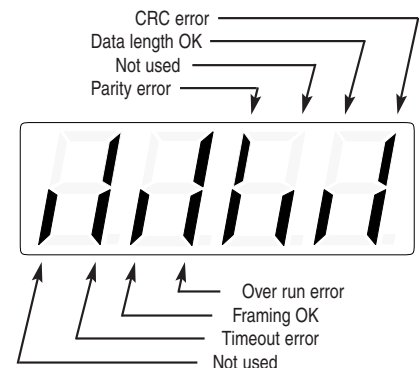 CRC error
Data length OK
Not used
Parity error
Over run error
Framing OK
Timeout error
Not used